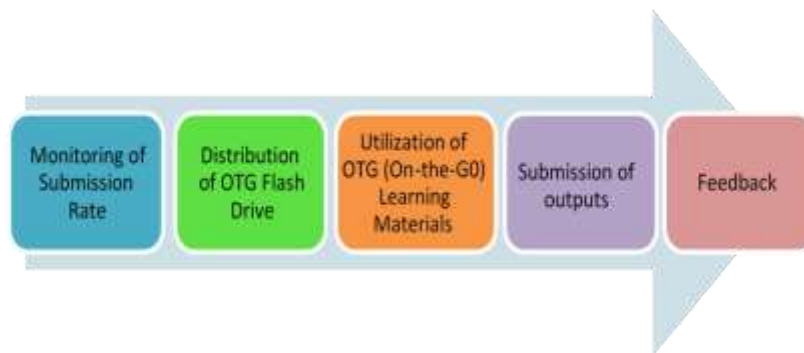 Monitoring of
Submission
Rate
Distribution
of OTG Flash
Drive
Utilization of
OTG (On-the-G0)
Learning
Materials
Submission of
outputs
Feedback